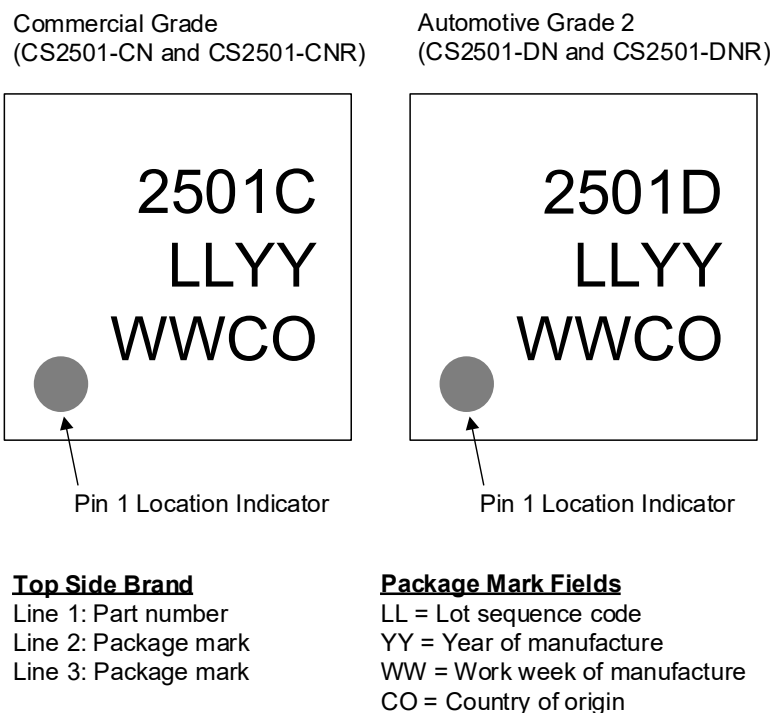 Commercial Grade
(CS2501-CN and CS2501-CNR)
2501C
LLYY
WWCO
Pin 1 Location Indicator
Automotive Grade 2
(CS2501-DN and CS2501-DNR)
2501D
LLYY
WWCO
Pin 1 Location Indicator
Top Side Brand
Line 1: Part number
Line 2: Package mark
Line 3: Package mark
Package Mark Fields
LL = Lot sequence code
YY = Year of manufacture
WW = Work week of manufacture
CO = Country of origin